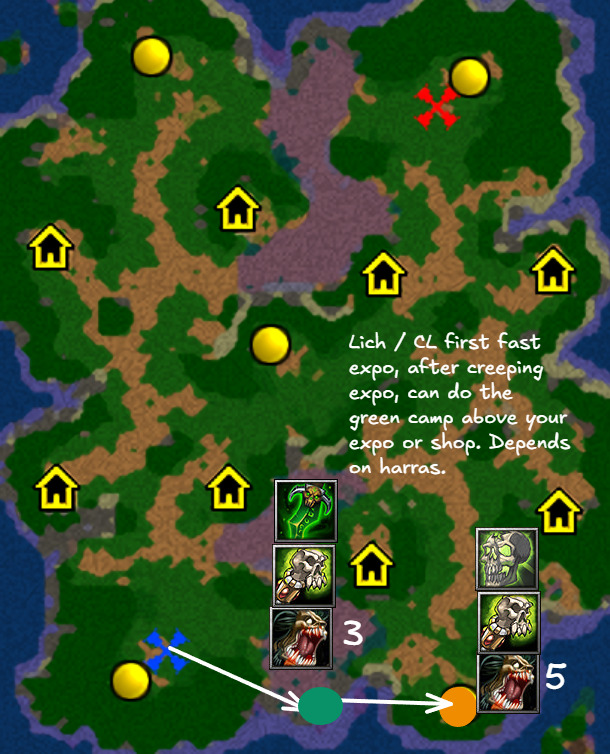 Lich / CL first fast
expo, after creeping
expo, can do the
green camp above your
expo or shop. Depends
on harras.
3
5